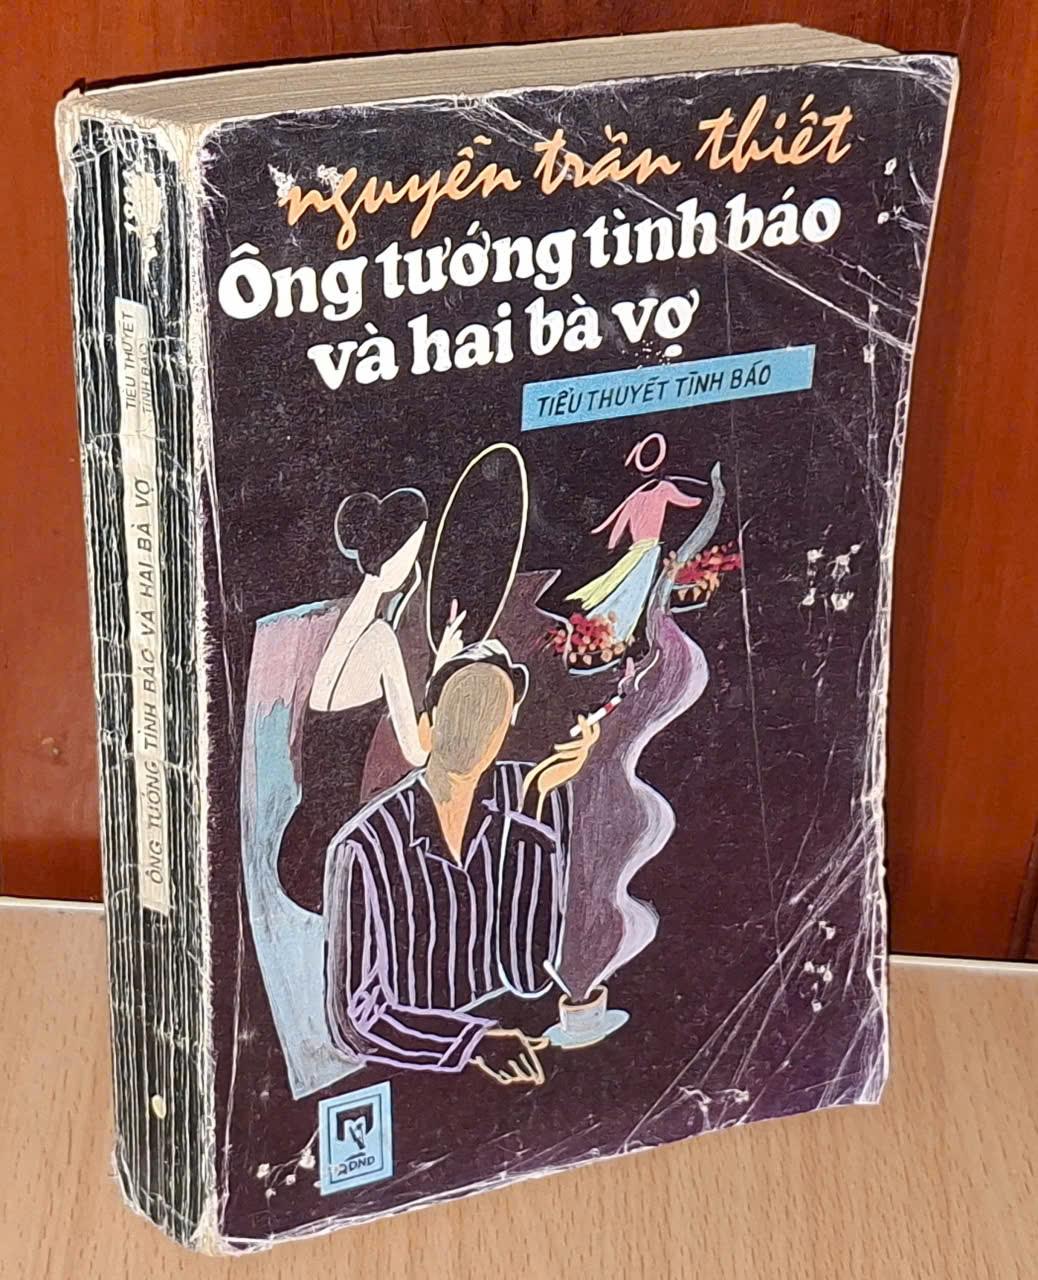 nguyễn trần thiết
Ông tướng tình báo
và hai bà vợ
TIỂU THUYẾT TÌNH BÁO
QĐND
TIỂU THUYẾT
TÌNH BÁO
ÔNG TƯỚNG TÌNH BÁO VÀ HAI BÀ VỢ